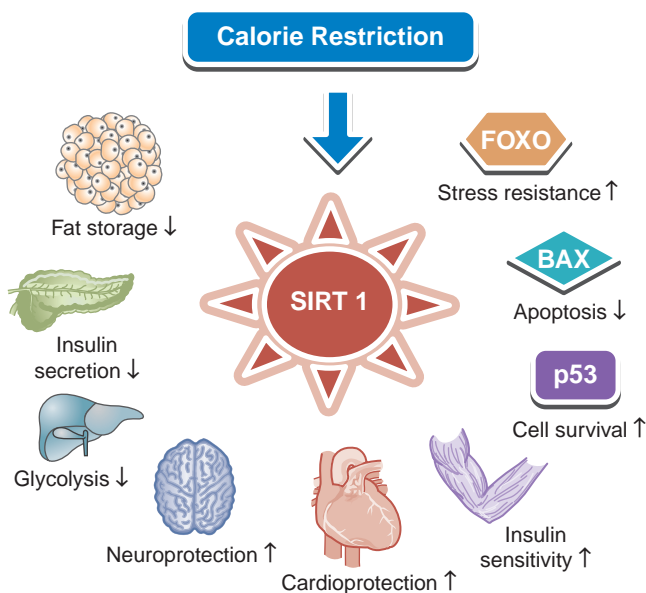 Calorie Restriction
FOXO
Stress resistance ↑
Fat storage ↓
SIRT 1
BAX
Apoptosis ↓
Insulin
secretion ↓
p53
Cell survival ↑
Glycolysis ↓
Neuroprotection ↑
Cardioprotection ↑
Insulin
sensitivity ↑